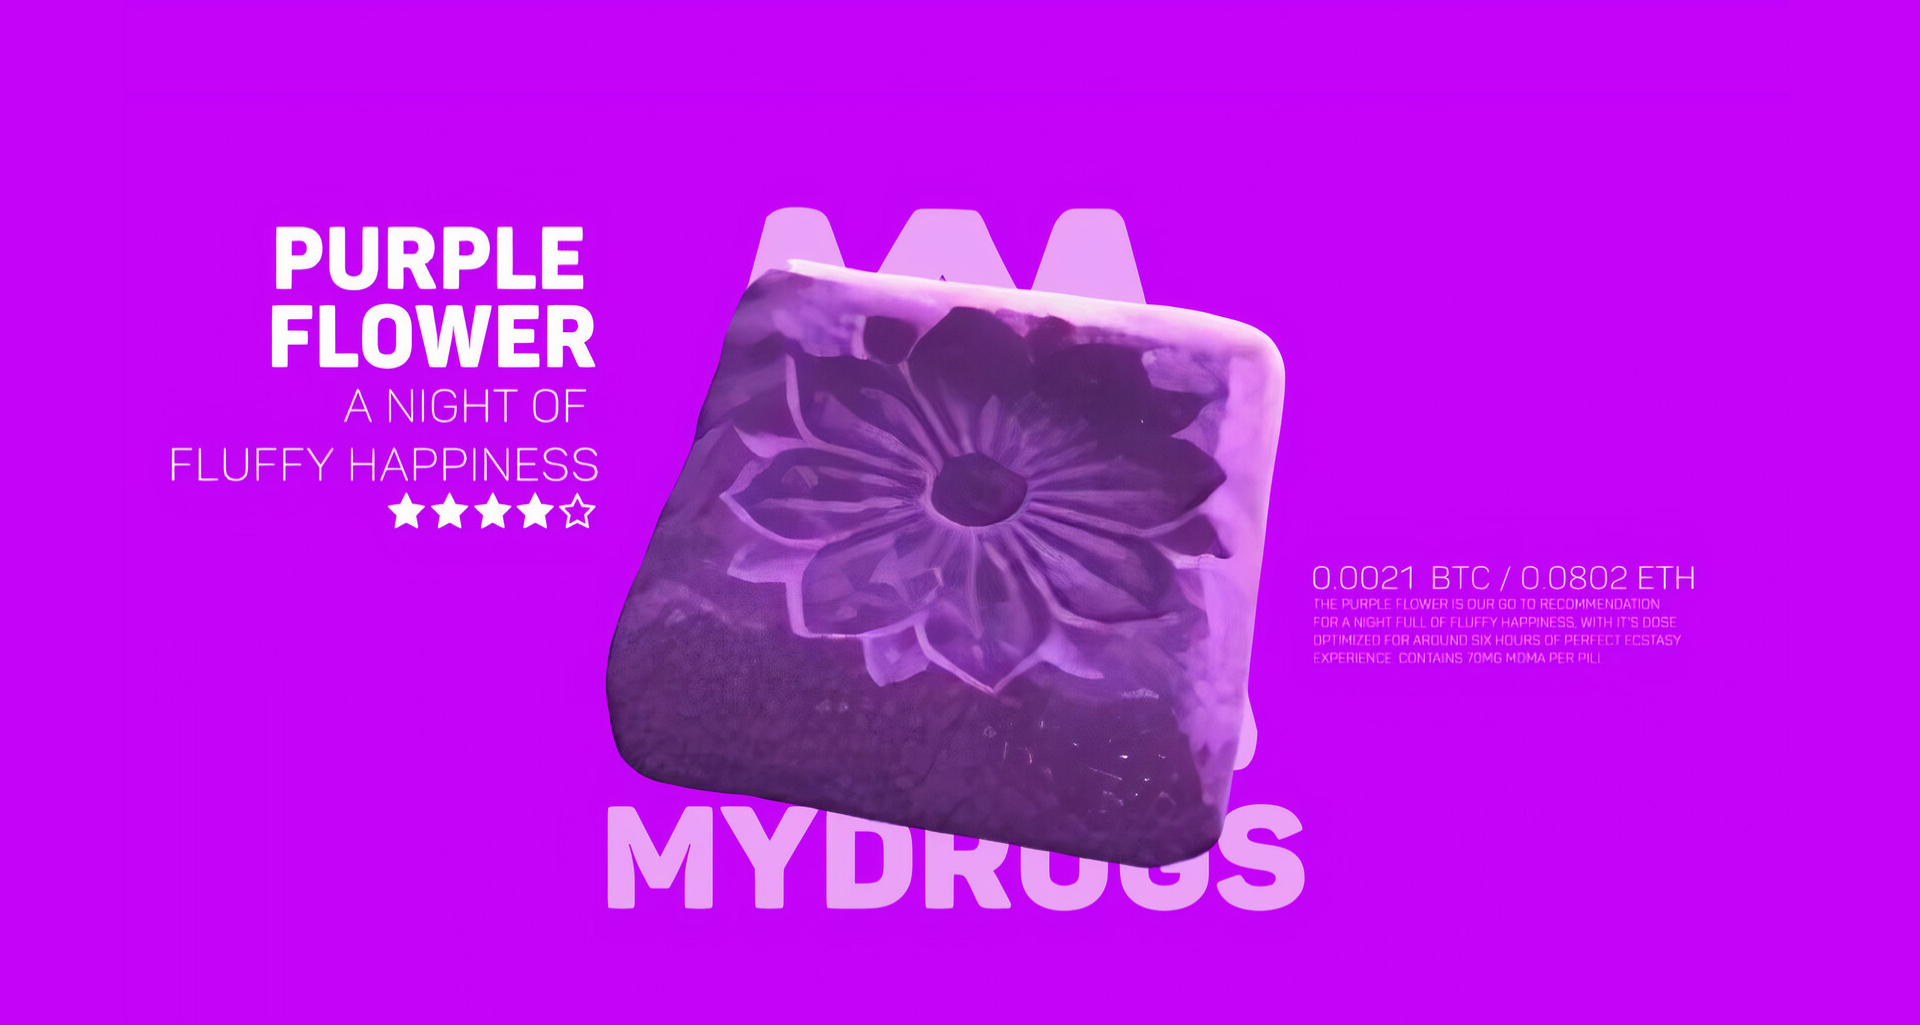 PURPLE
FLOWER
A NIGHT OF
FLUFFY HAPPINESS
0.0021 BTC / 0.0802 ETH
THE PURPLE FLOWER IS OUR GO TO RECOMMENDATION
FOR A NIGHT FULL OF FLUFFY HAPPINESS, WITH IT'S DOSE
OPTIMIZED FOR AROUND SIX HOURS OF PERFECT ECSTASY
EXPERIENCE. CONTAINS 70MG MDMA PER PILL
MYDRUGS